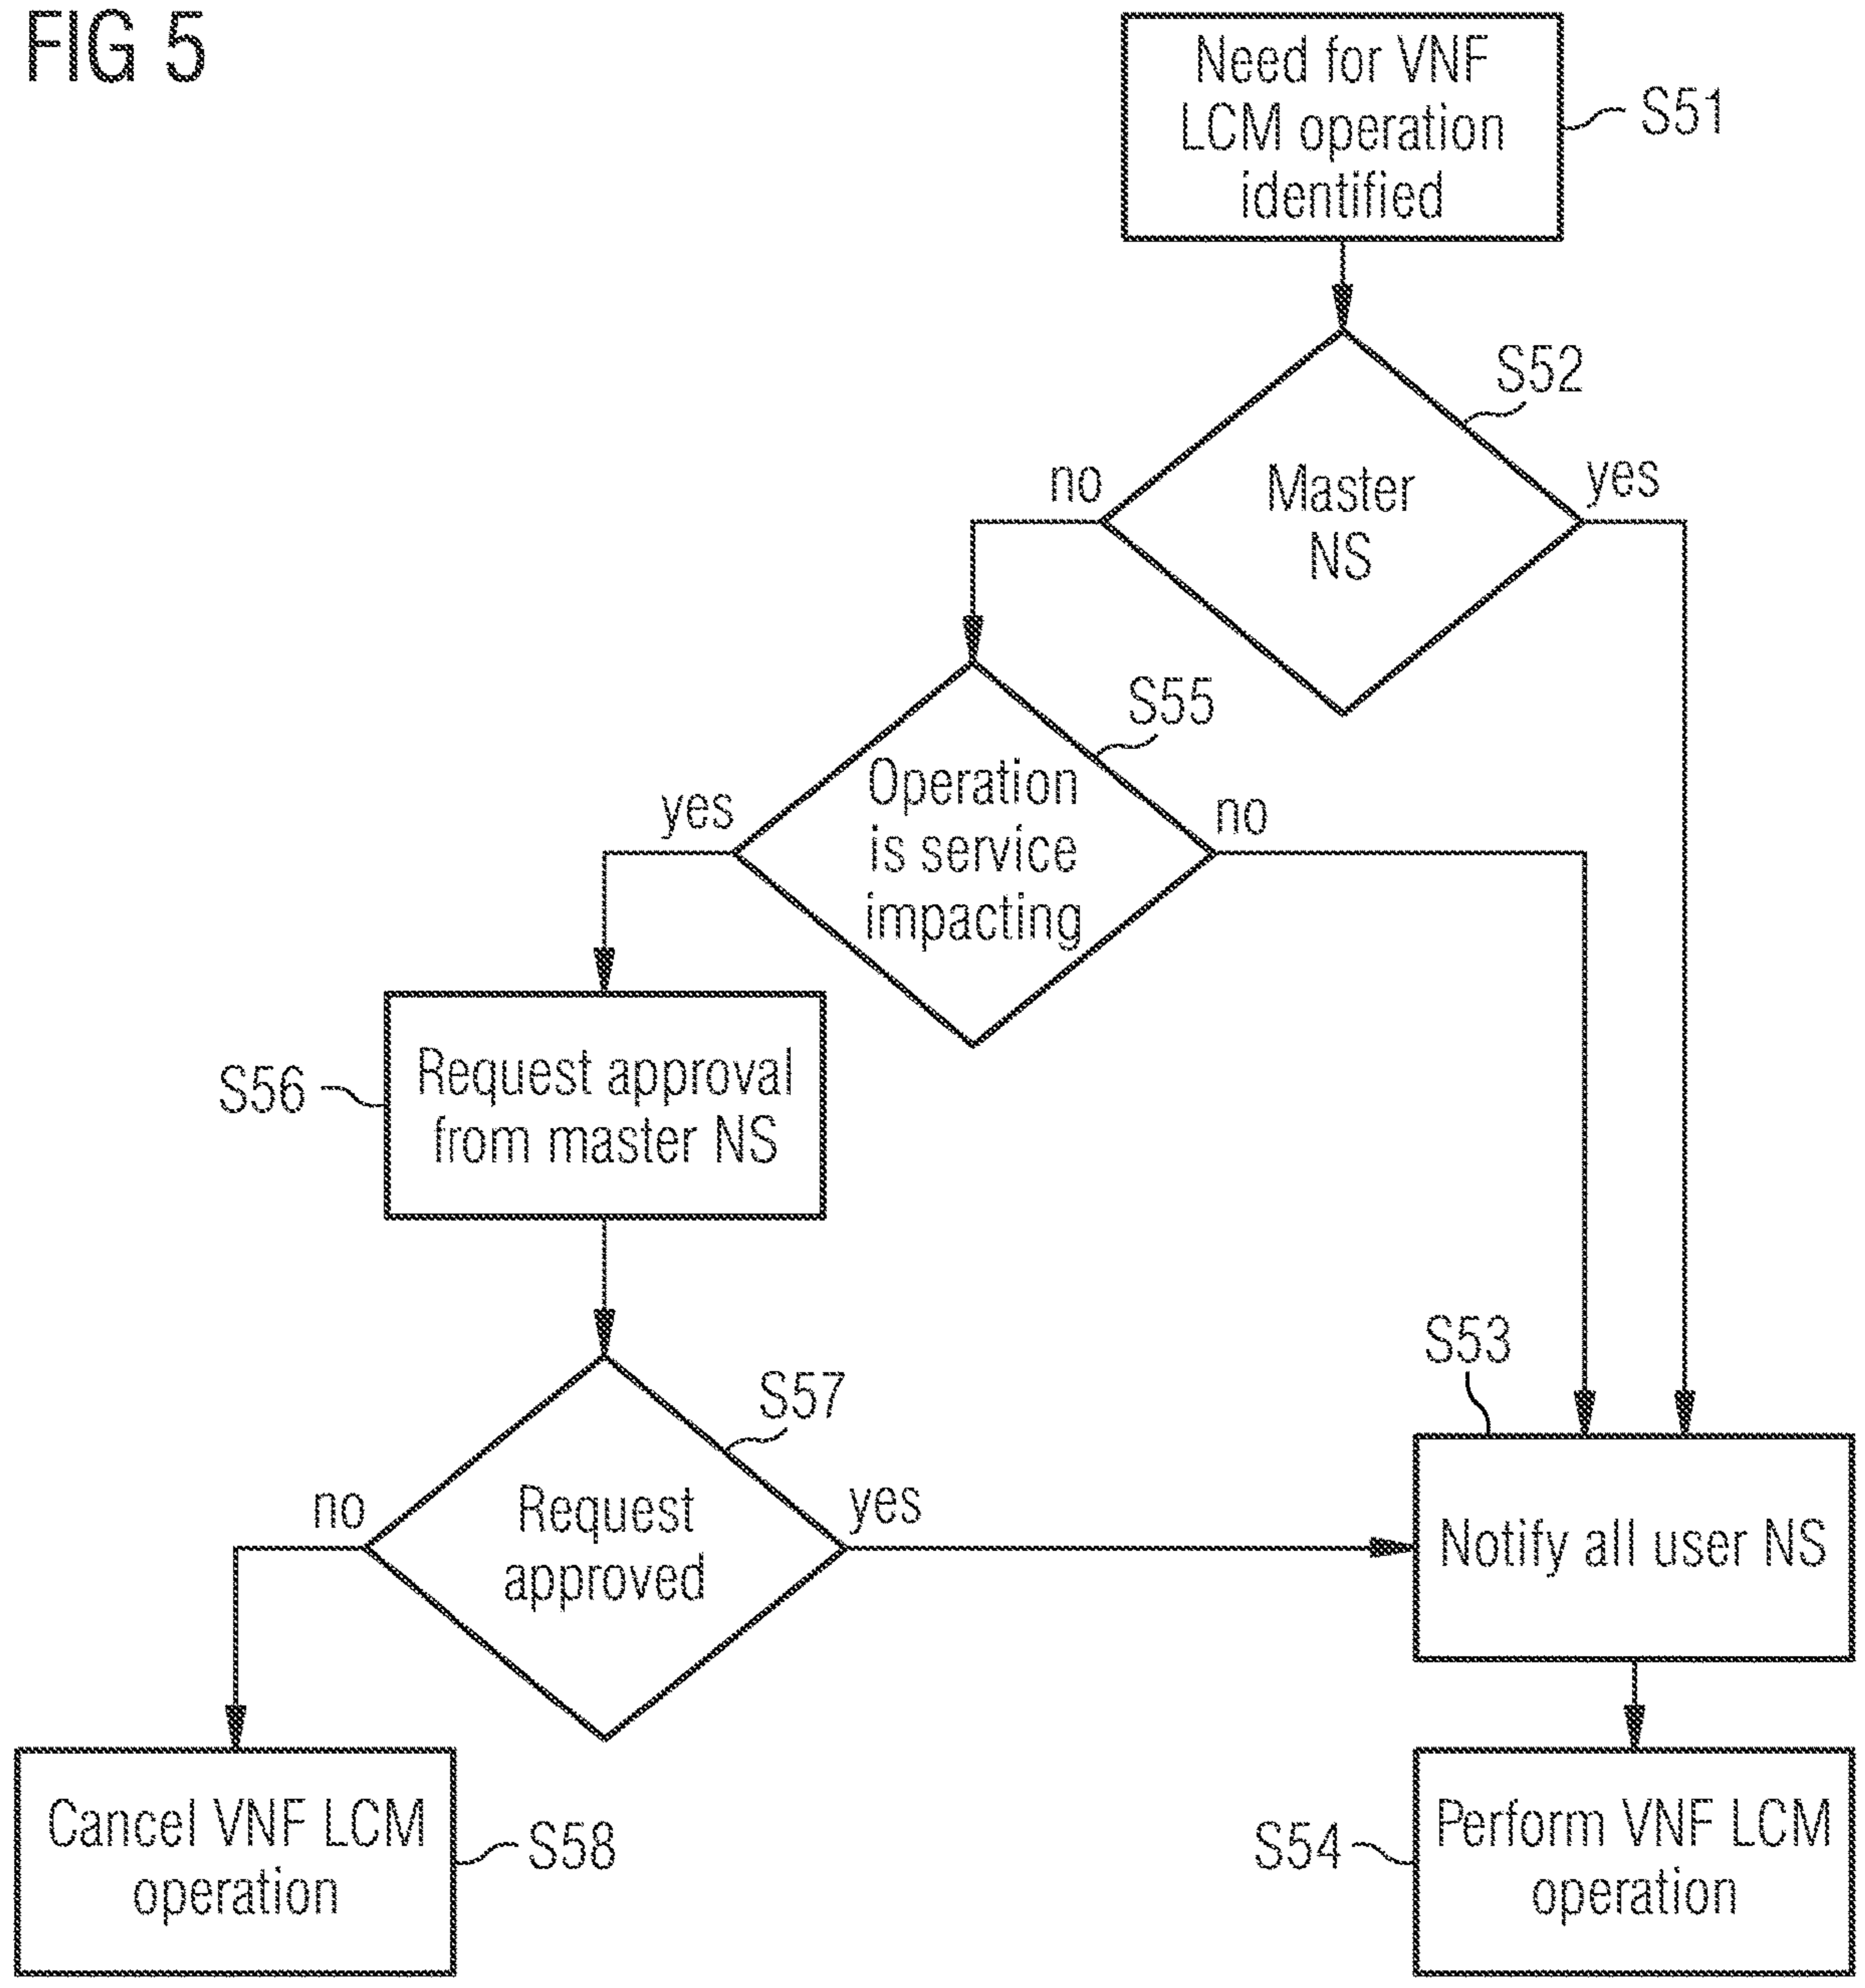 FIG 5
Need for VNF
LCM operation
identified
S51
S52
no
Master
NS
yes
S55
yes
Operation
is service
impacting
no
S56
Request approval
from master NS
S53
S57
no
Request
approved
yes
Notify all user NS
Cancel VNF LCM
operation
S58
S54
Perform VNF LCM
operation